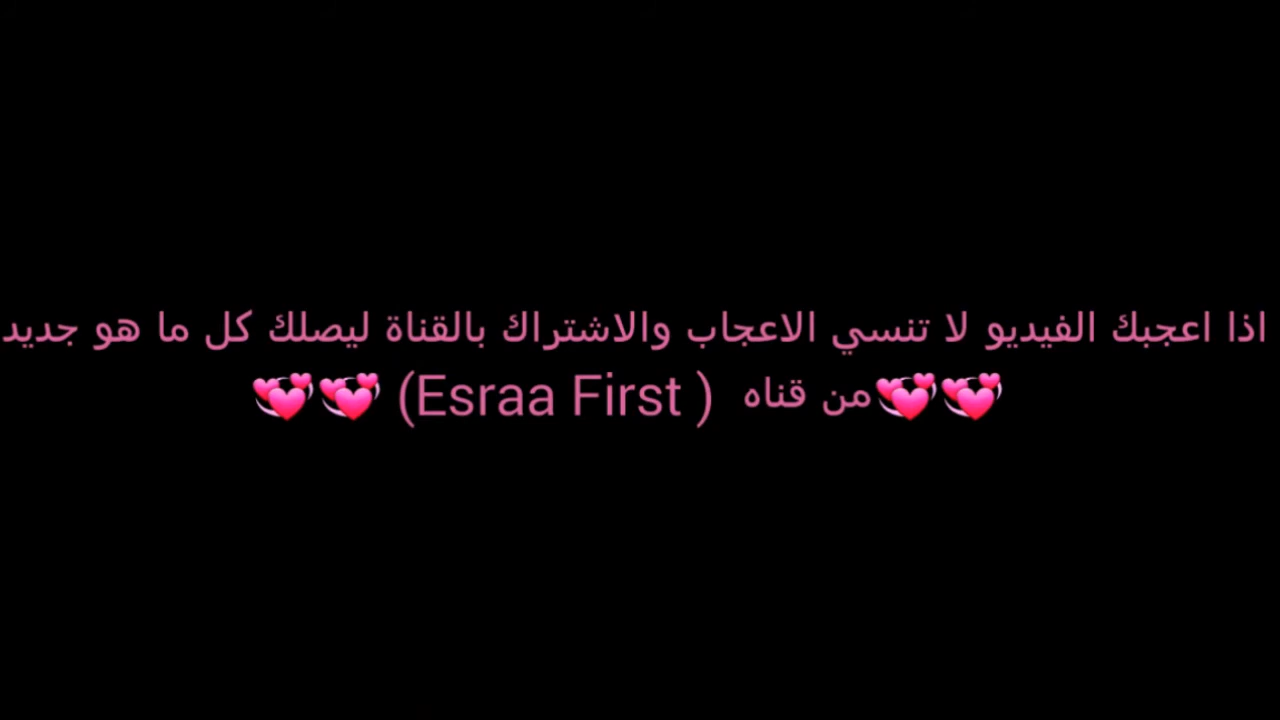 اذا اعجبك الفيديو لا تنسي الاعجاب والاشتراك بالقناة ليصلك كل ما هو جديد
💞💞من قناه ( Esraa First) 💞💞